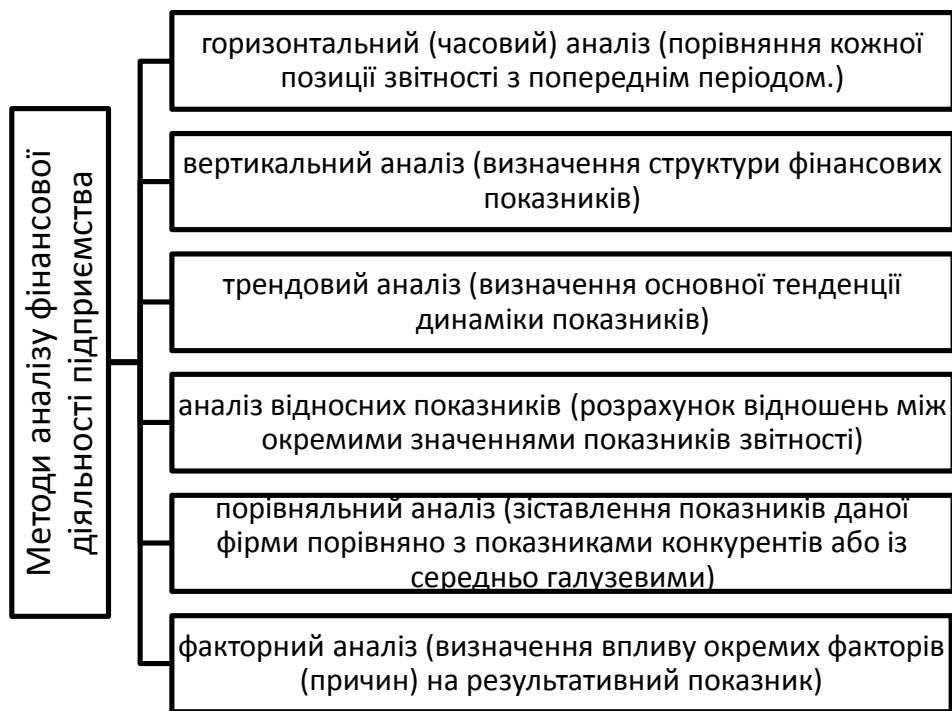 Методи аналізу фінансової
діяльності підприємства
горизонтальний (часовий) аналіз (порівняння кожної
позиції звітності з попереднім періодом.)
вертикальний аналіз (визначення структури фінансових
показників)
трендовий аналіз (визначення основної тенденції
динаміки показників)
аналіз відносних показників (розрахунок відношень між
окремими значеннями показників звітності)
порівняльний аналіз (зіставлення показників даної
фірми порівняно з показниками конкурентів або із
середньо галузевими)
факторний аналіз (визначення впливу окремих факторів
(причин) на результативний показник)